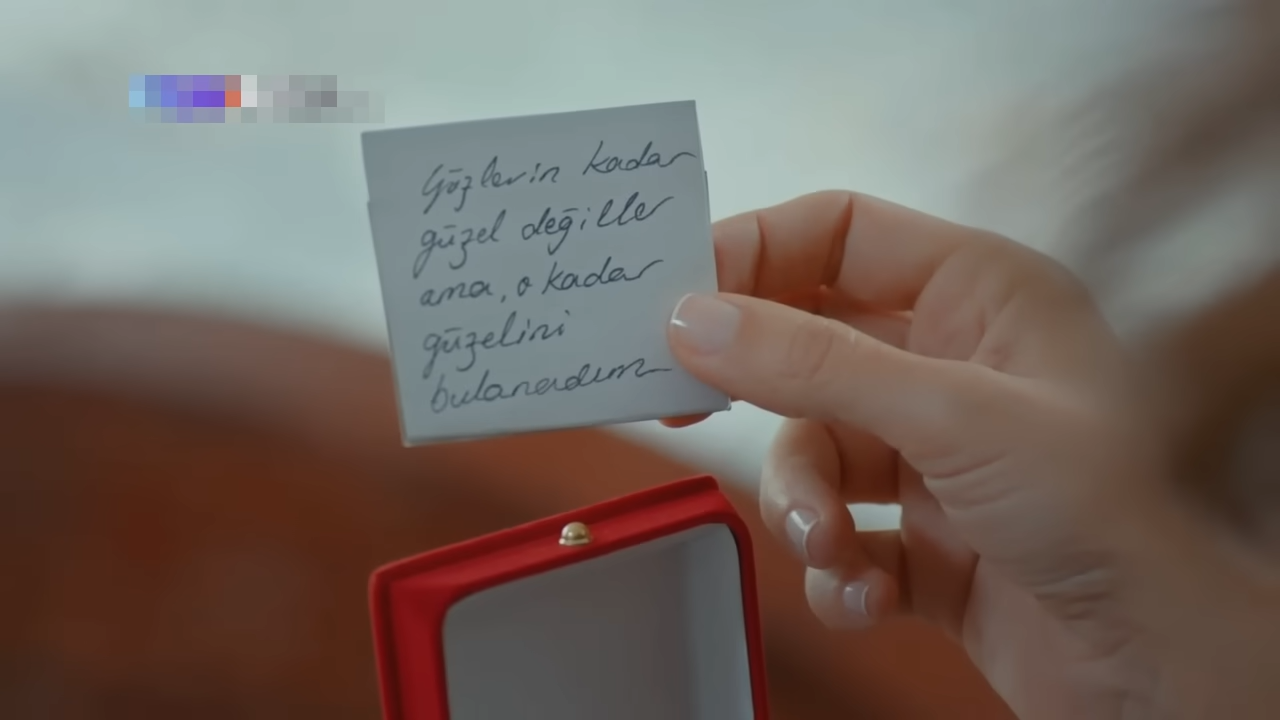 Gözlerin kadar
güzel değiller
ama, o kadar
güzelini
bulamadım